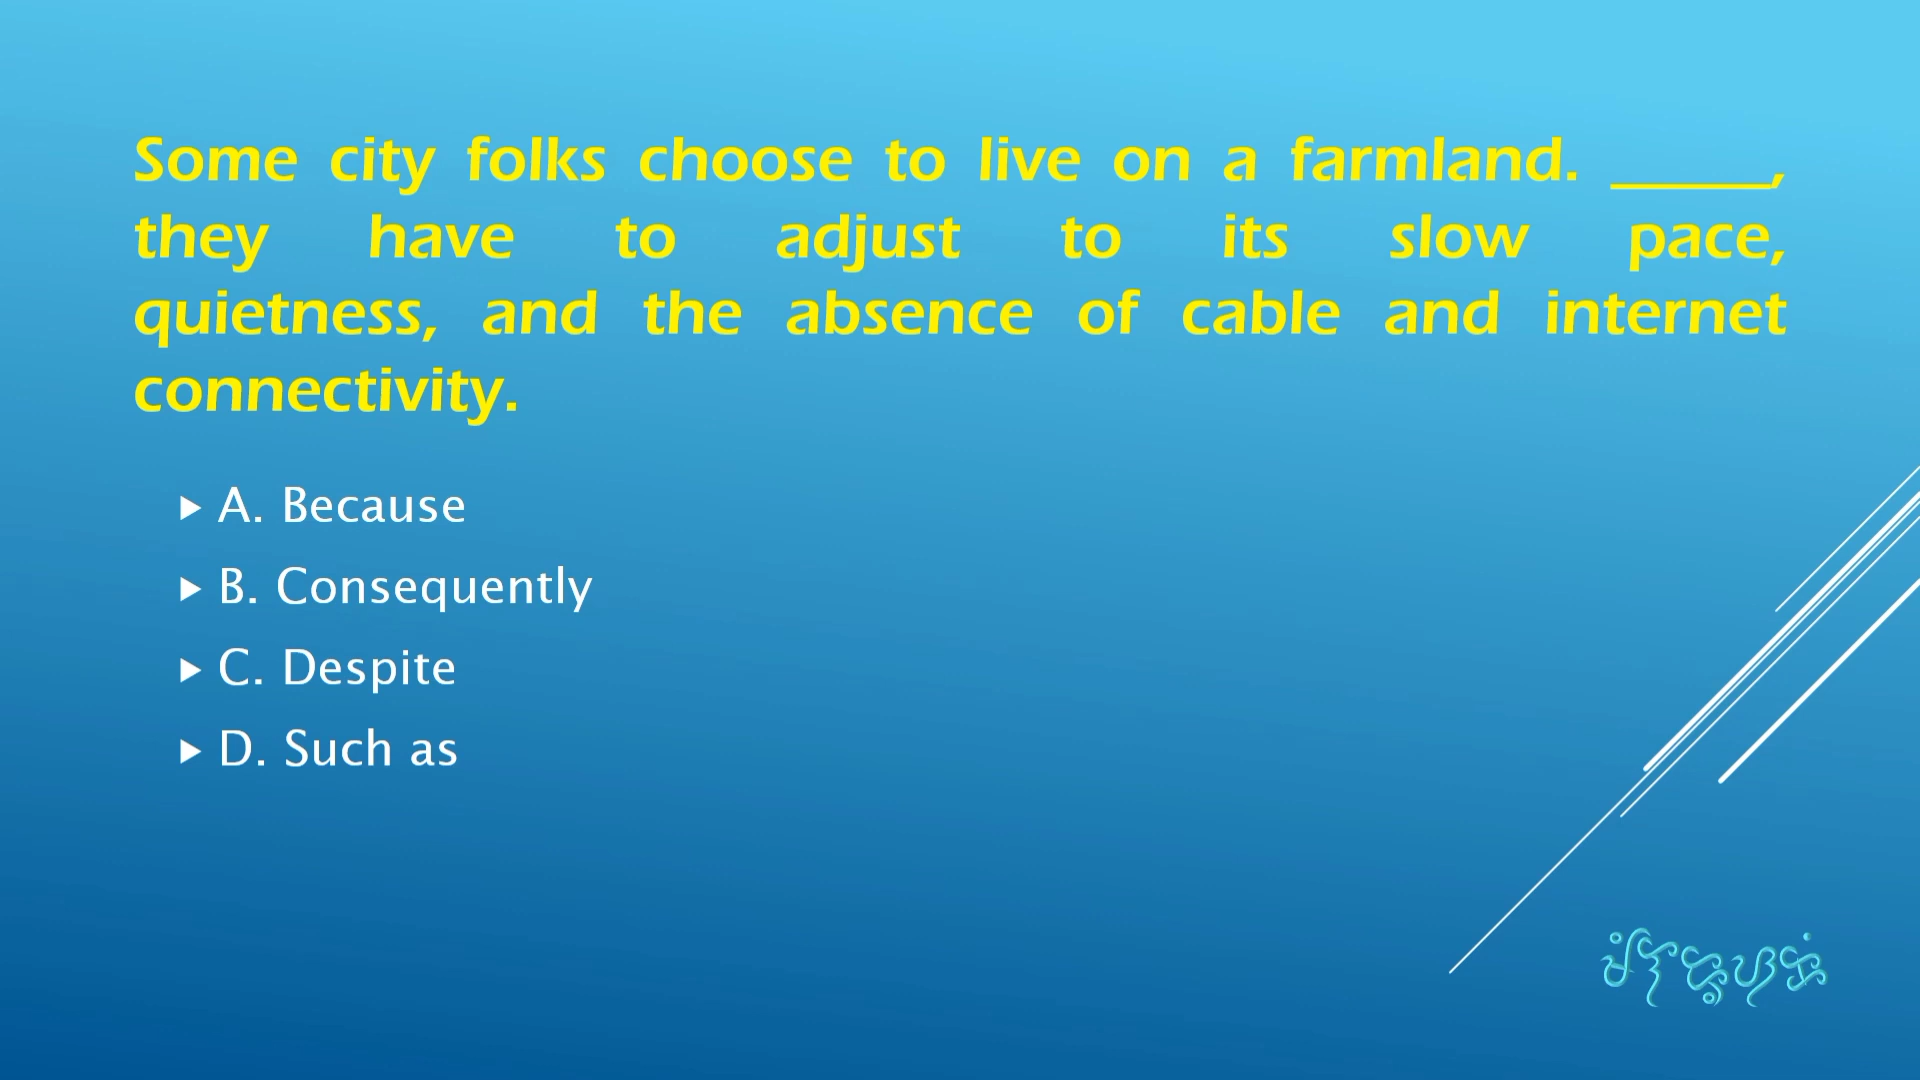 Some city folks choose to live on a farmland. _____,
they have to adjust to its slow pace,
quietness, and the absence of cable and internet
connectivity.
A. Because
B. Consequently
C. Despite
D. Such as